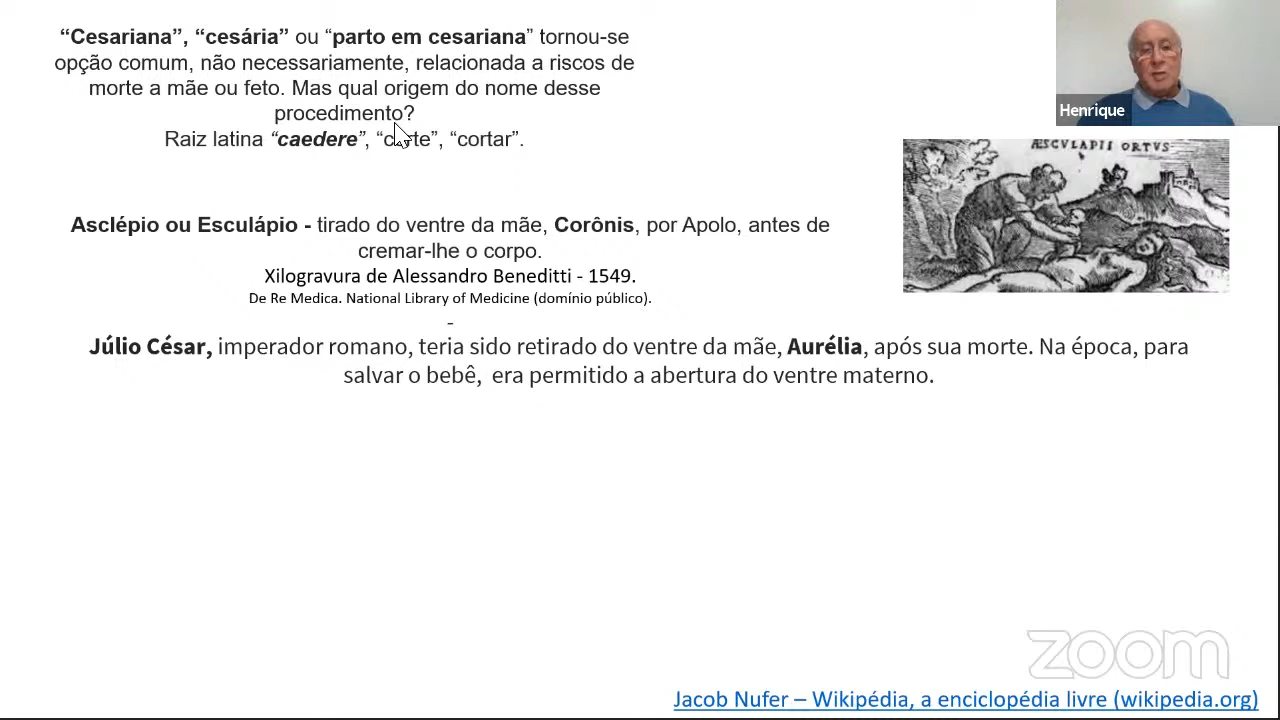 “Cesariana”, “cesária” ou “parto em cesariana” tornou-se
opção comum, não necessariamente, relacionada a riscos de
morte a mãe ou feto. Mas qual origem do nome desse
procedimento?
Raiz latina “caedere”, “corte”, “cortar”.
Henrique
ÆSCVLAPII ORTVS
Asclépio ou Esculápio - tirado do ventre da mãe, Corônis, por Apolo, antes de
cremar-lhe o corpo.
Xilogravura de Alessandro Beneditti - 1549.
De Re Medica. National Library of Medicine (domínio público).
-
Júlio César, imperador romano, teria sido retirado do ventre da mãe, Aurélia, após sua morte. Na época, para
salvar o bebê, era permitido a abertura do ventre materno.
zoom
Jacob Nufer – Wikipédia, a enciclopédia livre (wikipedia.org)